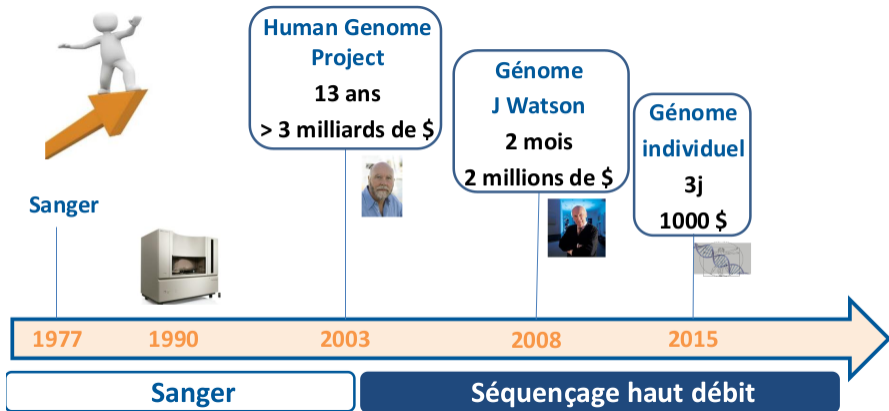 Human Genome
Project
13 ans
> 3 milliards de $
Génome
J Watson
2 mois
2 millions de $
Génome
individuel
3j
1000 $
Sanger
1977
1990
2003
2008
2015
Sanger
Séquençage haut débit